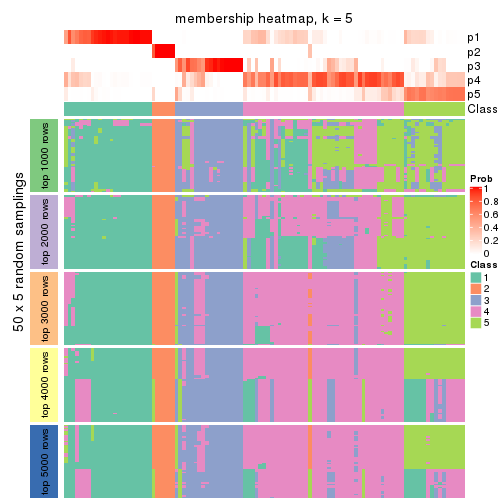 membership heatmap, k = 5
p1
p2
p3
p4
p5
Class
50 x 5 random samplings
top 1000 rows
top 2000 rows
top 3000 rows
top 4000 rows
top 5000 rows
Prob
1
0.8
0.6
0.4
0.2
0
Class
1
2
3
4
5